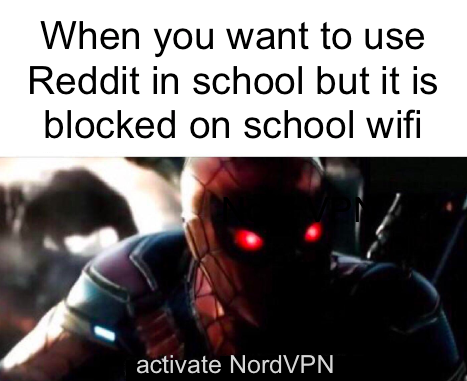 When you want to use
Reddit in school but it is
blocked on school wifi
activate NordVPN